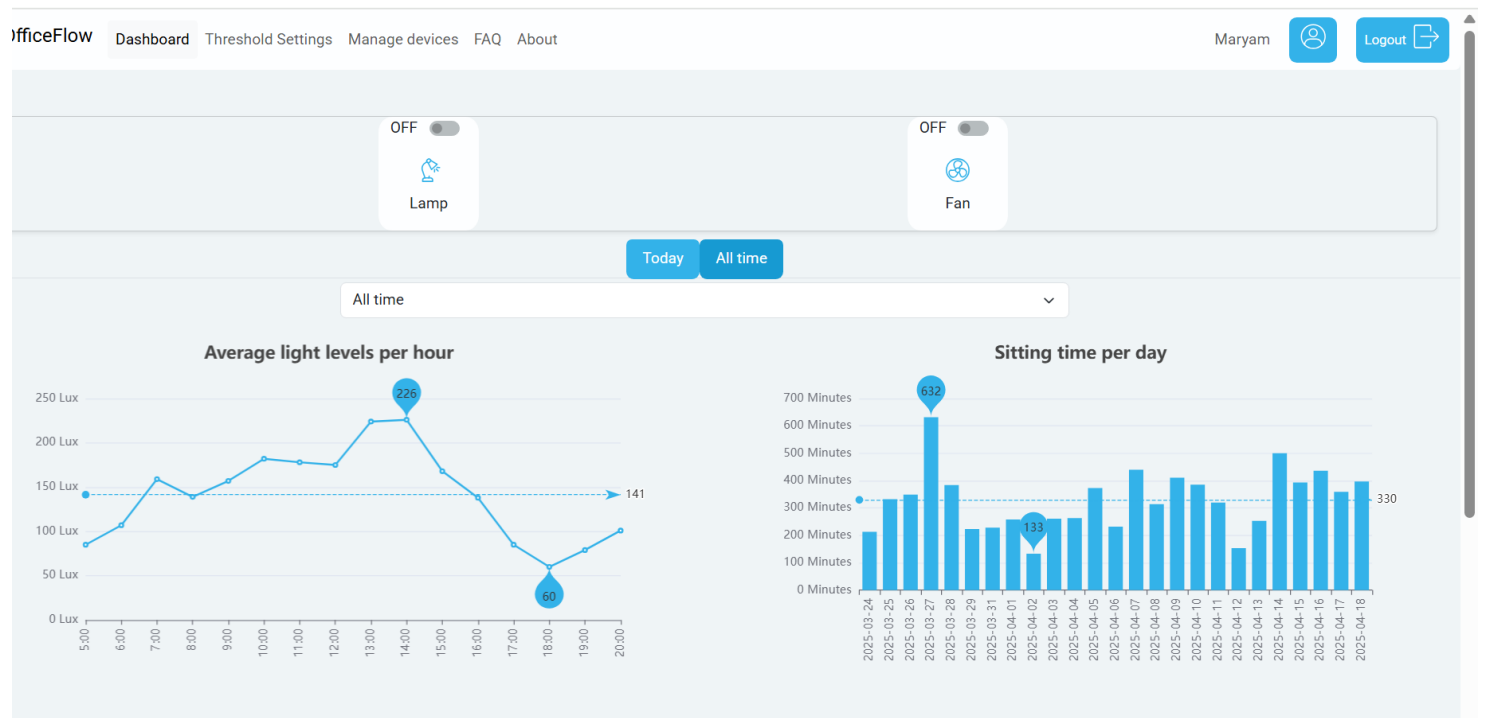 fficeFlow Dashboard Threshold Settings Manage devices FAQ About Maryam Logout
OFF OFF
Lamp Fan
Today All time
All time
Average light levels per hour
226
250 Lux
200 Lux
150 Lux
141
100 Lux
50 Lux
60
0 Lux
5:00 6:00 7:00 8:00 9:00 10:00 11:00 12:00 13:00 14:00 15:00 16:00 17:00 18:00 19:00 20:00
Sitting time per day
632
700 Minutes
600 Minutes
500 Minutes
400 Minutes
330
300 Minutes
133
200 Minutes
100 Minutes
0 Minutes
2025-03-24 2025-03-25 2025-03-26 2025-03-27 2025-03-28 2025-03-29 2025-03-31 2025-04-01 2025-04-02 2025-04-03 2025-04-04 2025-04-05 2025-04-06 2025-04-07 2025-04-08 2025-04-09 2025-04-10 2025-04-11 2025-04-12 2025-04-13 2025-04-14 2025-04-15 2025-04-16 2025-04-17 2025-04-18